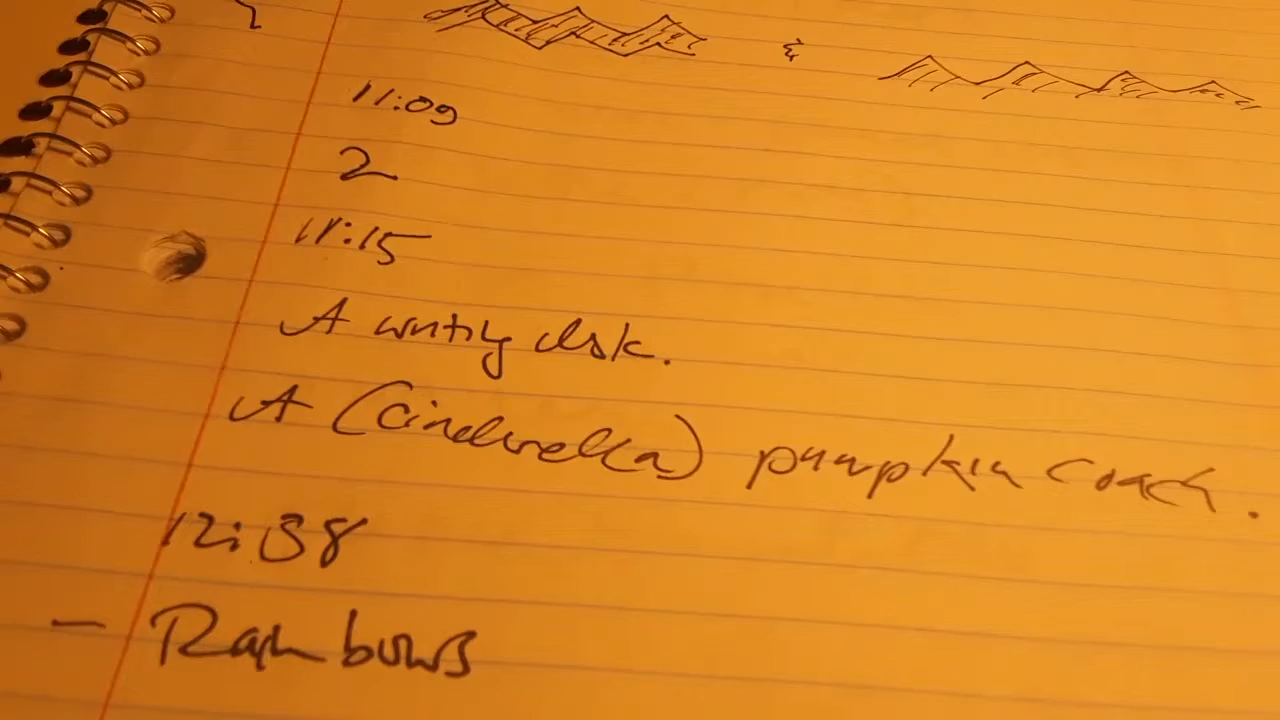 &
11:09
2
11:15
A writing desk.
A (cinderella) pumpkin coach.
12:38
- Rainbows